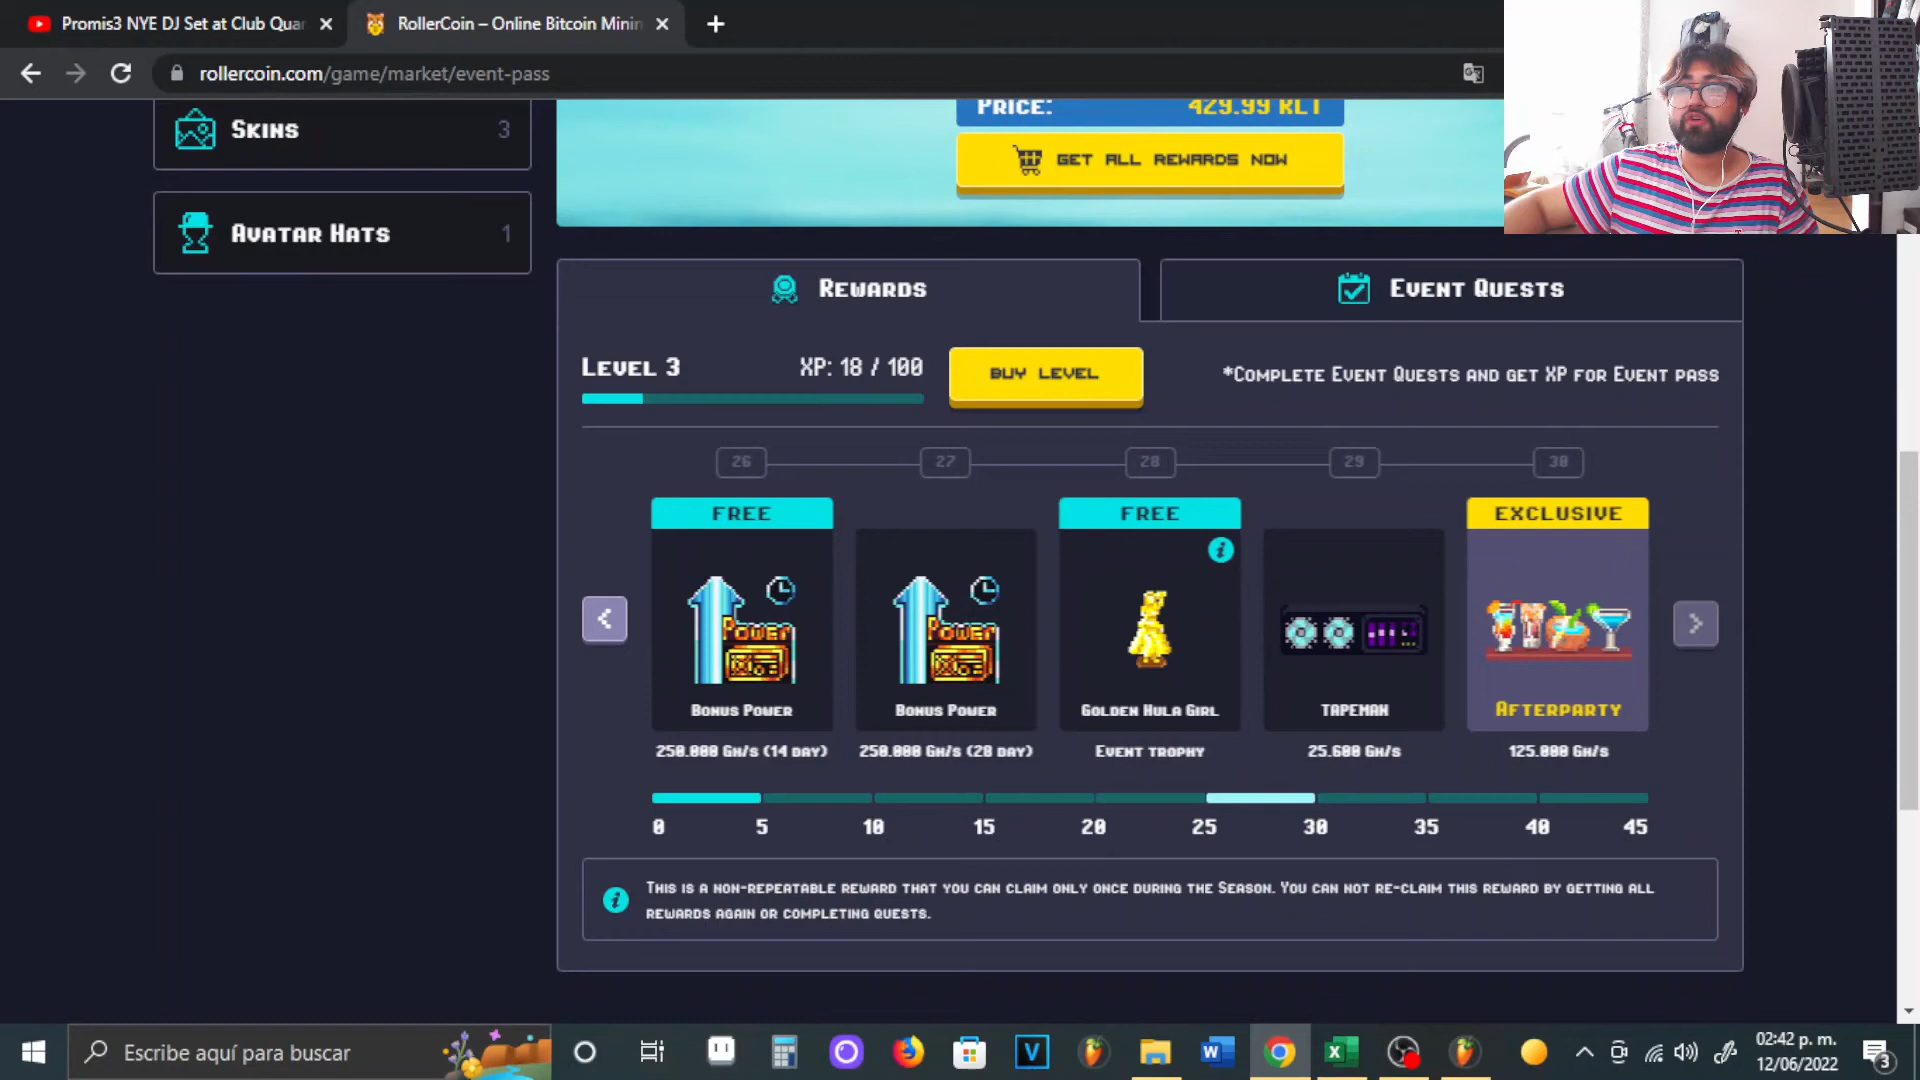 Promis3 NYE DJ Set at Club Quar
RollerCoin – Online Bitcoin Minin
rollercoin.com/game/market/event-pass
Skins 3
Avatar Hats 1
Price: 429.99 RLT
Get all rewards now
Rewards
Event Quests
Level 3
XP: 18 / 100
Buy level
*Complete Event Quests and get XP for Event pass
26 27 28 29 30
Free
Free
Exclusive
Power
Power
Bonus Power
Bonus Power
Golden Hula Girl
Tapeman
Afterparty
250.000 Gh/s (14 day)
250.000 Gh/s (28 day)
Event trophy
25.600 Gh/s
125.000 Gh/s
0 5 10 15 20 25 30 35 40 45
This is a non-repeatable reward that you can claim only once during the Season. You can not re-claim this reward by getting all
rewards again or completing quests.
Escribe aquí para buscar
02:42 p. m.
12/06/2022
3